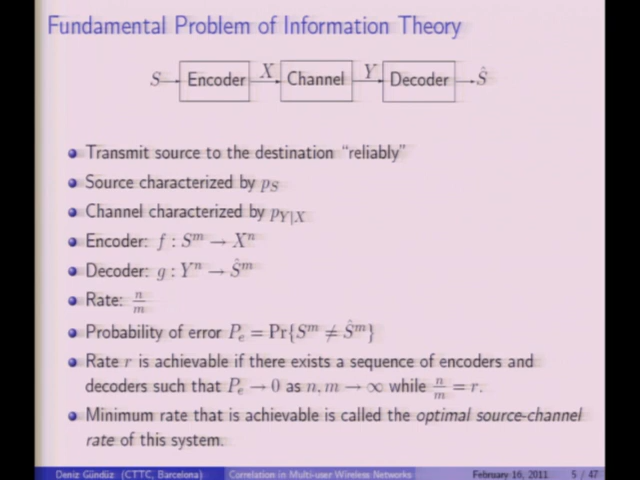 Fundamental Problem of Information Theory
S Encoder X Channel Y Decoder Ŝ
Transmit source to the destination “reliably”
Source characterized by p_S
Channel characterized by p_{Y|X}
Encoder: f : S^m → X^n
Decoder: g : Y^n → Ŝ^m
Rate: n/m
Probability of error P_e = Pr{S^m ≠ Ŝ^m}
Rate r is achievable if there exists a sequence of encoders and
decoders such that P_e → 0 as n, m → ∞ while n/m = r.
Minimum rate that is achievable is called the optimal source-channel
rate of this system.
Deniz Gündüz (CTTC, Barcelona) Correlation in Multi-user Wireless Networks February 16, 2011 5 / 47